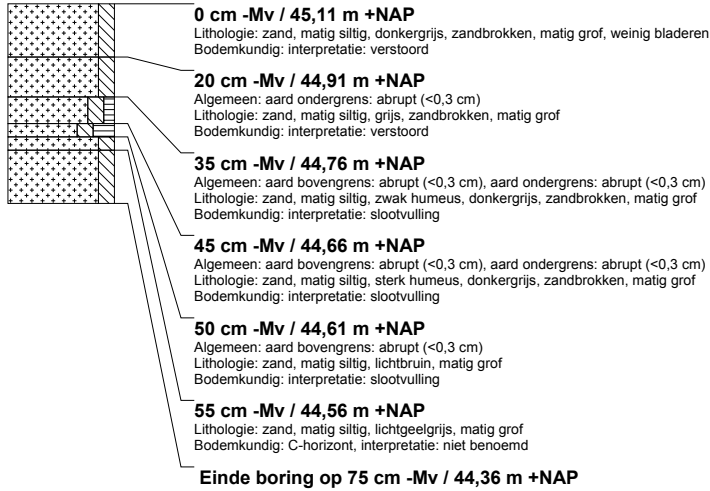 0 cm -Mv / 45,11 m +NAP
Lithologie: zand, matig siltig, donkergrijs, zandbrokken, matig grof, weinig bladeren
Bodemkundig: interpretatie: verstoord
20 cm -Mv / 44,91 m +NAP
Algemeen: aard ondergrens: abrupt (<0,3 cm)
Lithologie: zand, matig siltig, grijs, zandbrokken, matig grof
Bodemkundig: interpretatie: verstoord
35 cm -Mv / 44,76 m +NAP
Algemeen: aard bovengrens: abrupt (<0,3 cm), aard ondergrens: abrupt (<0,3 cm)
Lithologie: zand, matig siltig, zwak humeus, donkergrijs, zandbrokken, matig grof
Bodemkundig: interpretatie: slootvulling
45 cm -Mv / 44,66 m +NAP
Algemeen: aard bovengrens: abrupt (<0,3 cm), aard ondergrens: abrupt (<0,3 cm)
Lithologie: zand, matig siltig, sterk humeus, donkergrijs, zandbrokken, matig grof
Bodemkundig: interpretatie: slootvulling
50 cm -Mv / 44,61 m +NAP
Algemeen: aard bovengrens: abrupt (<0,3 cm)
Lithologie: zand, matig siltig, lichtbruin, matig grof
Bodemkundig: interpretatie: slootvulling
55 cm -Mv / 44,56 m +NAP
Lithologie: zand, matig siltig, lichtgeelgrijs, matig grof
Bodemkundig: C-horizont, interpretatie: niet benoemd
Einde boring op 75 cm -Mv / 44,36 m +NAP